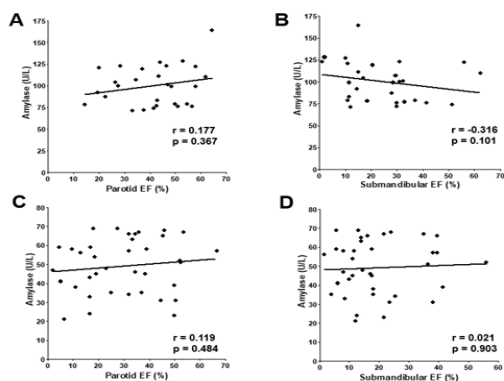 A
Amylase (U/L)
175
150
125
100
75
50
25
0
0 10 20 30 40 50 60 70
Parotid EF (%)
r = 0.177
p = 0.367
B
Amylase (U/L)
175
150
125
100
75
50
25
0
0 10 20 30 40 50 60 70
Submandibular EF (%)
r = -0.316
p = 0.101
C
Amylase (U/L)
80
70
60
50
40
30
20
10
0
0 10 20 30 40 50 60 70
Parotid EF (%)
r = 0.119
p = 0.484
D
Amylase (U/L)
80
70
60
50
40
30
20
10
0
0 10 20 30 40 50 60
Submandibular EF (%)
r = 0.021
p = 0.903